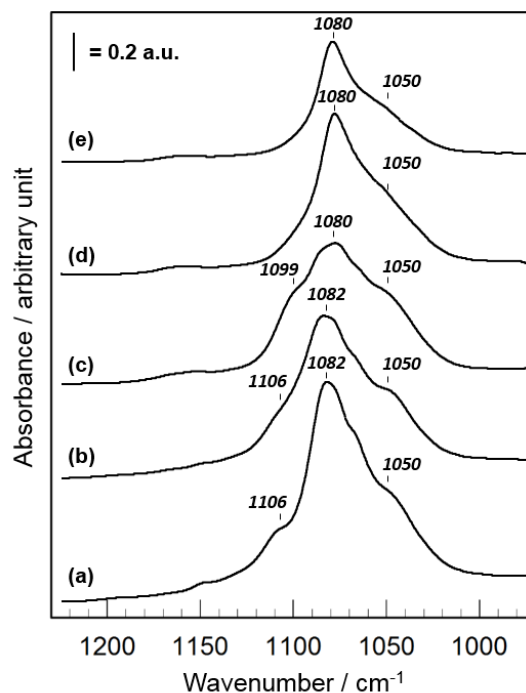 = 0.2 a.u.
1080
1050
(e)
1080
1050
(d)
1080
1099
1050
(c)
1082
1106
1050
(b)
1082
1106
1050
(a)
1200 1150 1100 1050 1000
Absorbance / arbitrary unit
Wavenumber / cm-1